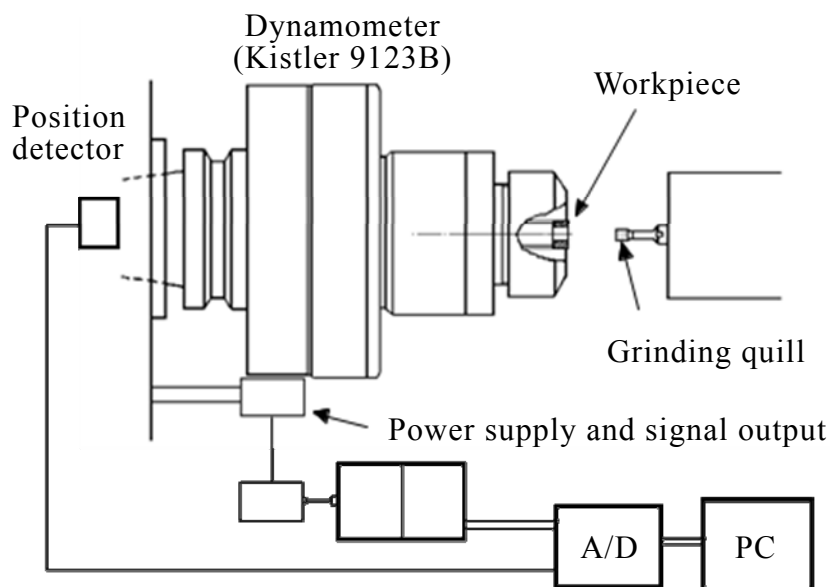 Dynamometer
(Kistler 9123B)
Workpiece
Position
detector
Grinding quill
Power supply and signal output
A/D
PC